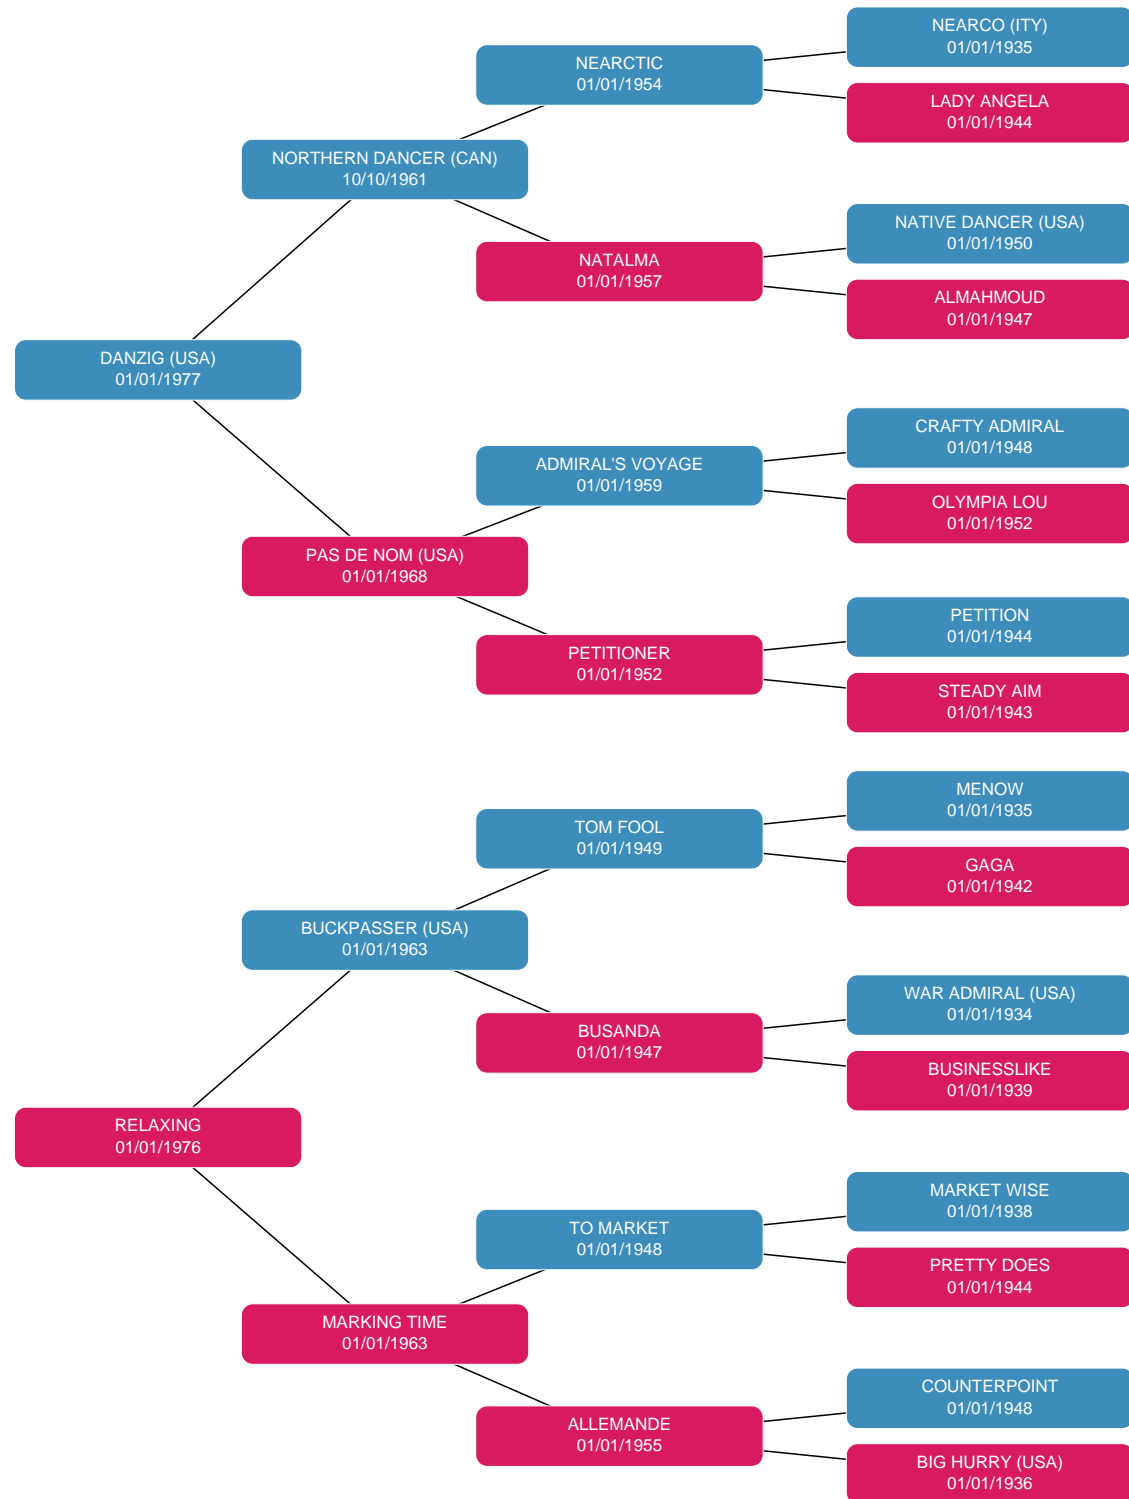 NEARCO (ITY)
01/01/1935
NEARCTIC
01/01/1954
LADY ANGELA
01/01/1944
NORTHERN DANCER (CAN)
10/10/1961
NATIVE DANCER (USA)
01/01/1950
NATALMA
01/01/1957
ALMAHMOUD
01/01/1947
DANZIG (USA)
01/01/1977
CRAFTY ADMIRAL
01/01/1948
ADMIRAL'S VOYAGE
01/01/1959
OLYMPIA LOU
01/01/1952
PAS DE NOM (USA)
01/01/1968
PETITION
01/01/1944
PETITIONER
01/01/1952
STEADY AIM
01/01/1943
MENOW
01/01/1935
TOM FOOL
01/01/1949
GAGA
01/01/1942
BUCKPASSER (USA)
01/01/1963
WAR ADMIRAL (USA)
01/01/1934
BUSANDA
01/01/1947
BUSINESSLIKE
01/01/1939
RELAXING
01/01/1976
MARKET WISE
01/01/1938
TO MARKET
01/01/1948
PRETTY DOES
01/01/1944
MARKING TIME
01/01/1963
COUNTERPOINT
01/01/1948
ALLEMANDE
01/01/1955
BIG HURRY (USA)
01/01/1936